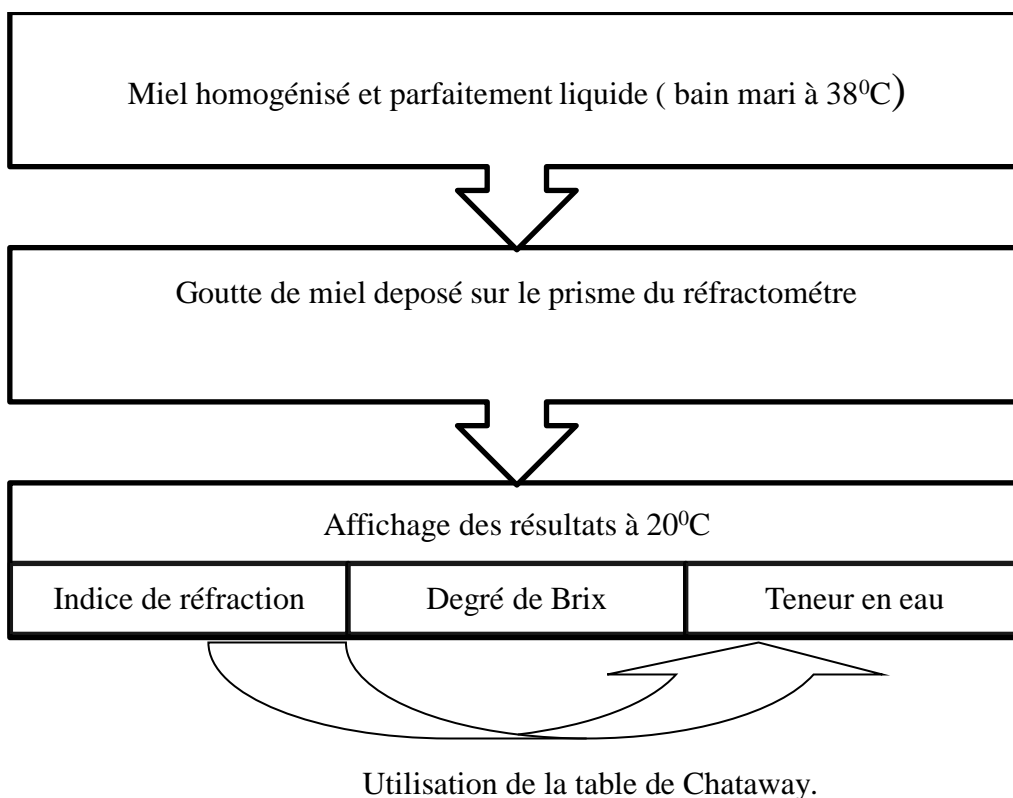 Miel homogénisé et parfaitement liquide ( bain mari à 38⁰C)
Goutte de miel deposé sur le prisme du réfractométre
Affichage des résultats à 20⁰C
Indice de réfraction
Degré de Brix
Teneur en eau
Utilisation de la table de Chataway.